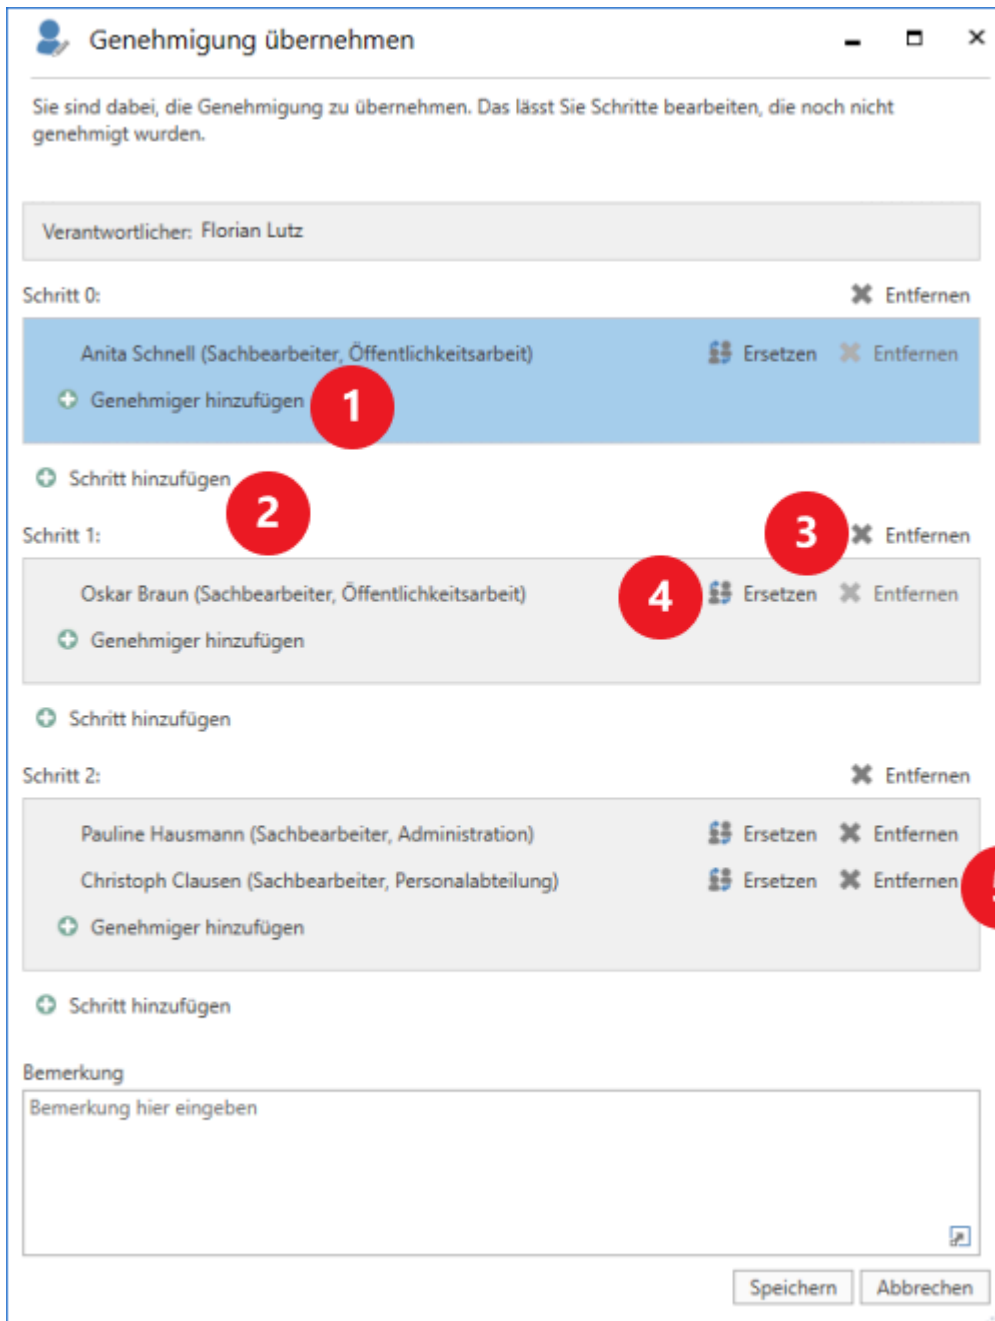 Genehmigung übernehmen
Sie sind dabei, die Genehmigung zu übernehmen. Das lässt Sie Schritte bearbeiten, die noch nicht
genehmigt wurden.
Verantwortlicher: Florian Lutz
Schritt 0: Entfernen
Anita Schnell (Sachbearbeiter, Öffentlichkeitsarbeit) Ersetzen Entfernen
Genehmiger hinzufügen 1
Schritt hinzufügen
2
Schritt 1: 3 Entfernen
Oskar Braun (Sachbearbeiter, Öffentlichkeitsarbeit) 4 Ersetzen Entfernen
Genehmiger hinzufügen
Schritt hinzufügen
Schritt 2: Entfernen
Pauline Hausmann (Sachbearbeiter, Administration) Ersetzen Entfernen
Christoph Clausen (Sachbearbeiter, Personalabteilung) Ersetzen Entfernen
Genehmiger hinzufügen
Schritt hinzufügen
Bemerkung
Bemerkung hier eingeben
Speichern Abbrechen